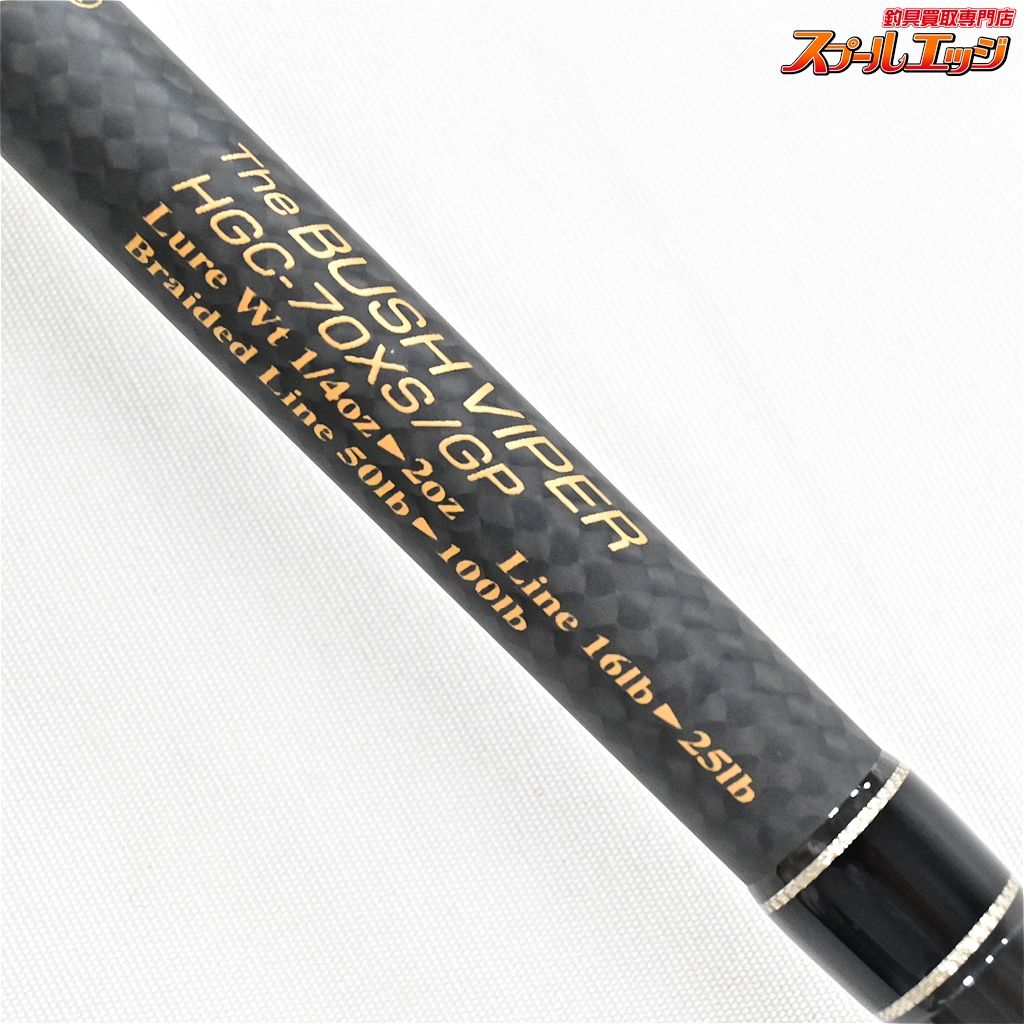 釣具買取専門店
スプールエッジ
The BUSH VIPER
HGC-70XS/GP
Lure Wt 1/4oz▶2oz Line 16lb▶25lb
Braided Line 50lb▶100lb